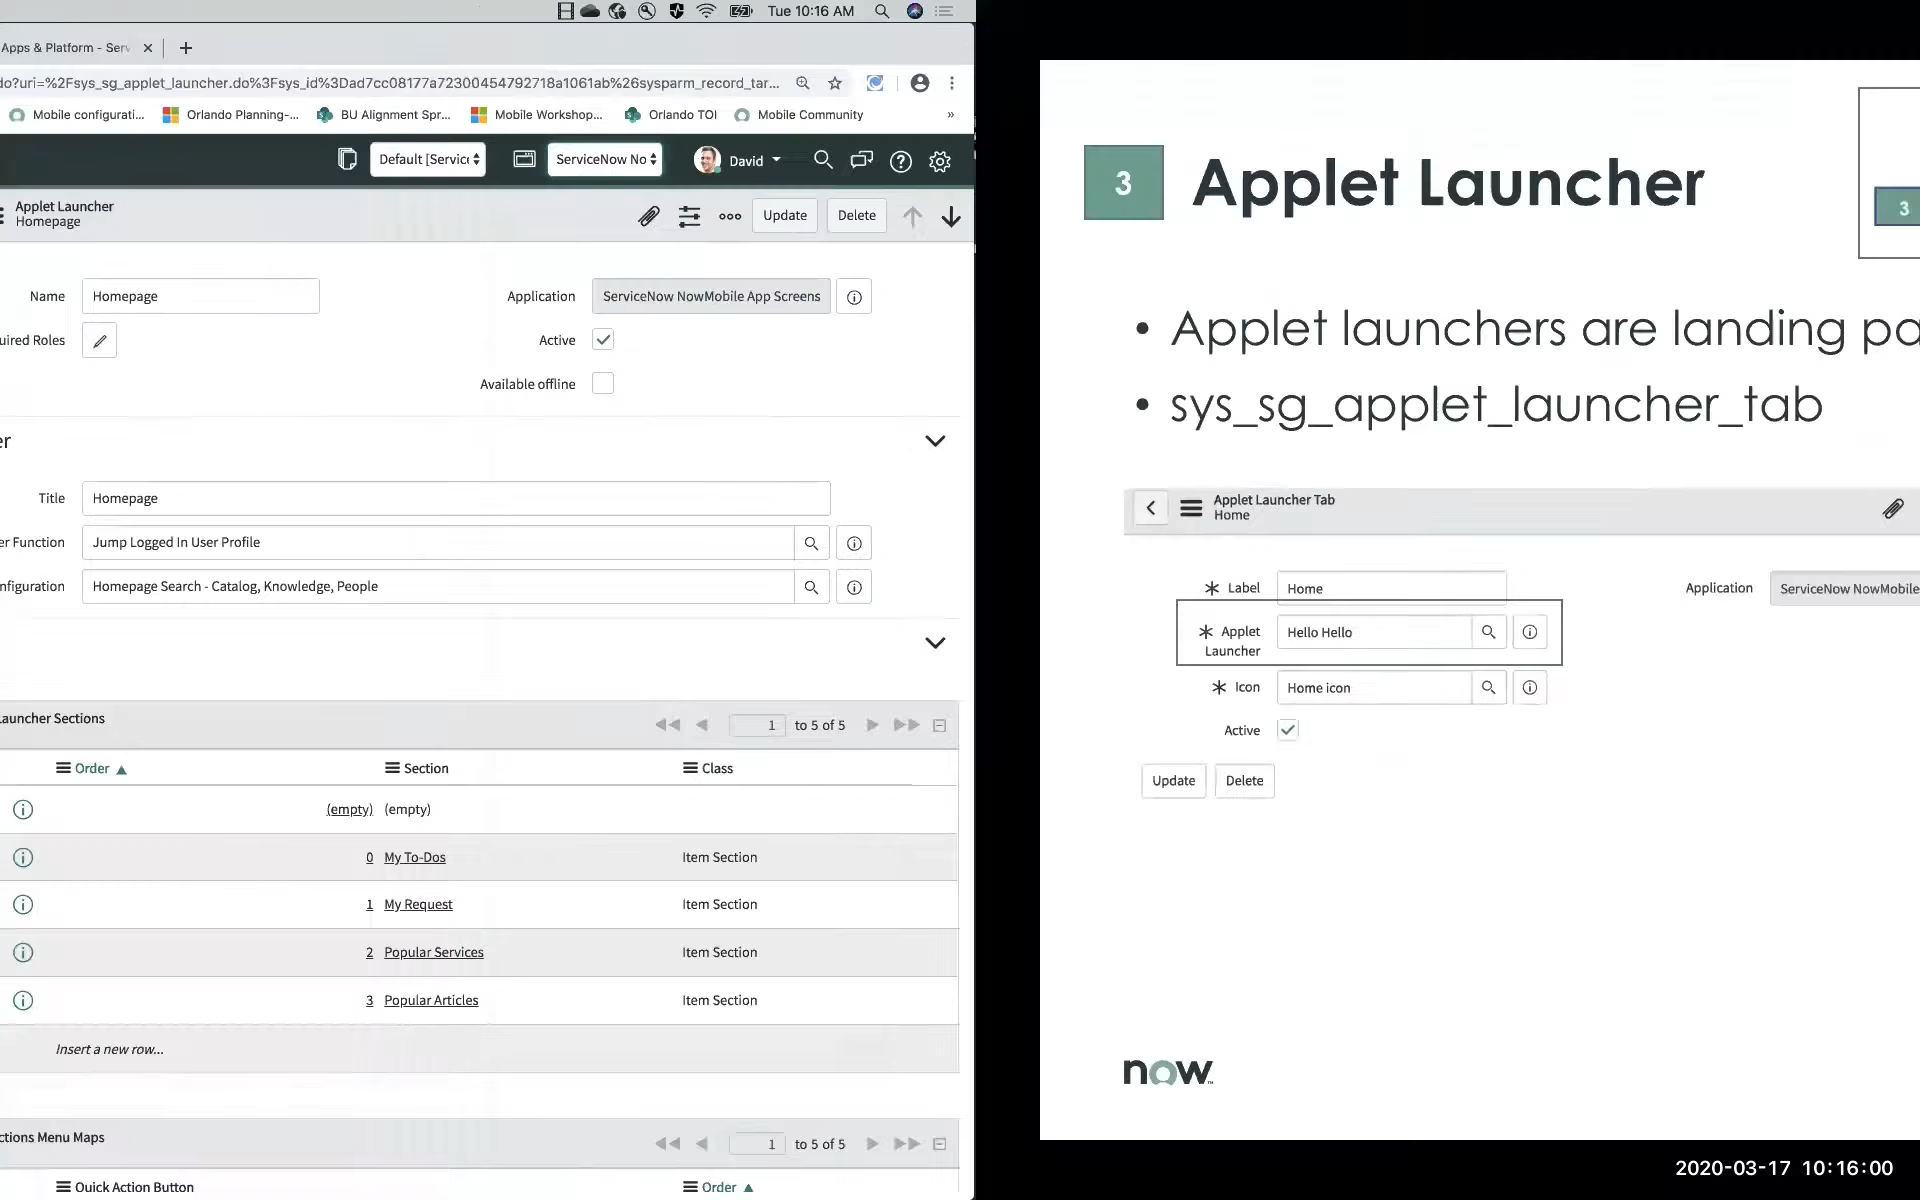 Tue 10:16 AM
Apps & Platform - Serv
do?uri=%2Fsys_sg_applet_launcher.do%3Fsys_id%3Dad7cc08177a72300454792718a1061ab%26sysparm_record_tar...
Mobile configurati... Orlando Planning-... BU Alignment Spr... Mobile Workshop... Orlando TOI Mobile Community »
Default [Servic ServiceNow No David
Applet Launcher
Homepage
Update Delete
Name Homepage Application ServiceNow NowMobile App Screens
uired Roles Active
Available offline
er
Title Homepage
er Function Jump Logged In User Profile
nfiguration Homepage Search - Catalog, Knowledge, People
Launcher Sections 1 to 5 of 5
Order Section Class
(empty) (empty)
0 My To-Dos Item Section
1 My Request Item Section
2 Popular Services Item Section
3 Popular Articles Item Section
Insert a new row...
ctions Menu Maps 1 to 5 of 5
Quick Action Button Order
3 Applet Launcher
3
• Applet launchers are landing pa
• sys_sg_applet_launcher_tab
Applet Launcher Tab
Home
Label Home Application ServiceNow NowMobile
Applet Launcher Hello Hello
Icon Home icon
Active
Update Delete
now
2020-03-17 10:16:00